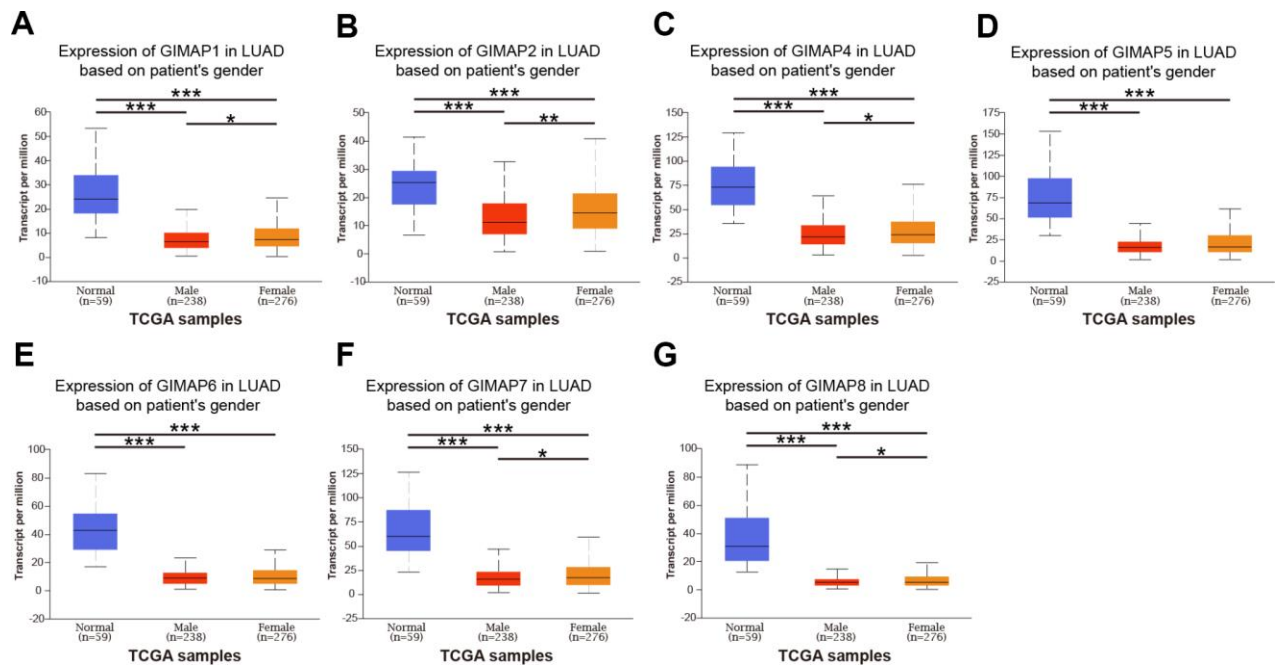 A
Expression of GIMAP1 in LUAD
based on patient's gender
***
***
*
Transcript per million
60
50
40
30
20
10
0
-10
Normal
(n=59)
Male
(n=238)
Female
(n=276)
TCGA samples
B
Expression of GIMAP2 in LUAD
based on patient's gender
***
***
**
Transcript per million
50
40
30
20
10
0
-10
Normal
(n=59)
Male
(n=238)
Female
(n=276)
TCGA samples
C
Expression of GIMAP4 in LUAD
based on patient's gender
***
***
*
Transcript per million
150
125
100
75
50
25
0
-25
Normal
(n=59)
Male
(n=238)
Female
(n=276)
TCGA samples
D
Expression of GIMAP5 in LUAD
based on patient's gender
***
***
Transcript per million
175
150
125
100
75
50
25
0
-25
Normal
(n=59)
Male
(n=238)
Female
(n=276)
TCGA samples
E
Expression of GIMAP6 in LUAD
based on patient's gender
***
***
Transcript per million
100
80
60
40
20
0
-20
Normal
(n=59)
Male
(n=238)
Female
(n=276)
TCGA samples
F
Expression of GIMAP7 in LUAD
based on patient's gender
***
***
*
Transcript per million
150
125
100
75
50
25
0
-25
Normal
(n=59)
Male
(n=238)
Female
(n=276)
TCGA samples
G
Expression of GIMAP8 in LUAD
based on patient's gender
***
***
*
Transcript per million
100
80
60
40
20
0
-20
Normal
(n=59)
Male
(n=238)
Female
(n=276)
TCGA samples